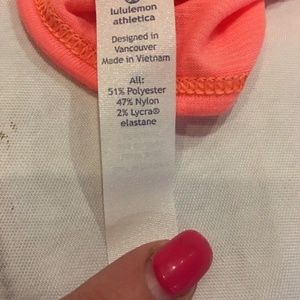 lululemon
athletica
Designed in
Vancouver
Made in Vietnam
All:
51% Polyester
47% Nylon
2% Lycra®
elastane